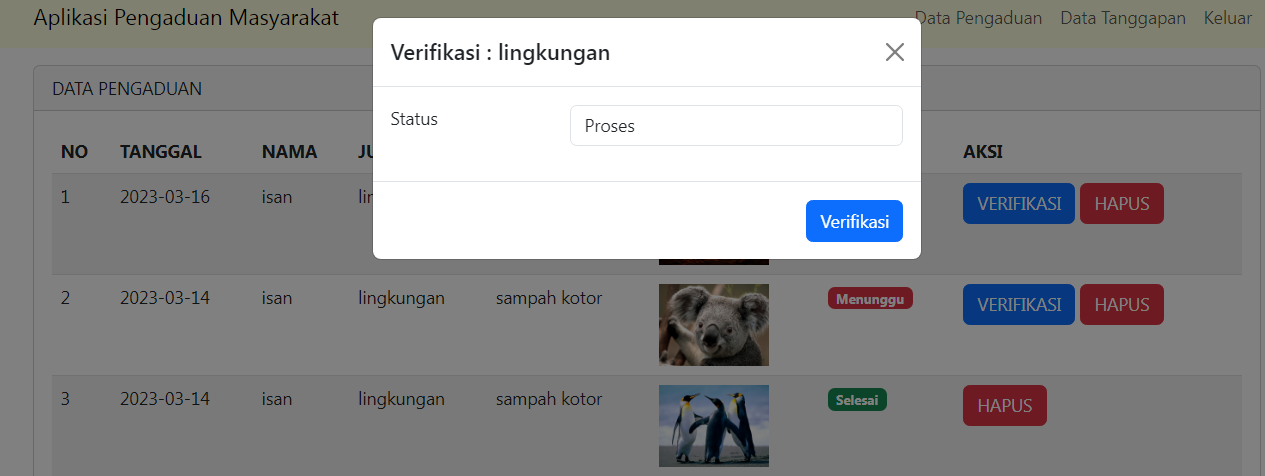 Aplikasi Pengaduan Masyarakat
Data Pengaduan Data Tanggapan Keluar
Verifikasi : lingkungan
DATA PENGADUAN
Status Proses
NO TANGGAL NAMA AKSI
1 2023-03-16 isan VERIFIKASI HAPUS
Verifikasi
2 2023-03-14 isan lingkungan sampah kotor Menunggu VERIFIKASI HAPUS
3 2023-03-14 isan lingkungan sampah kotor Selesai HAPUS